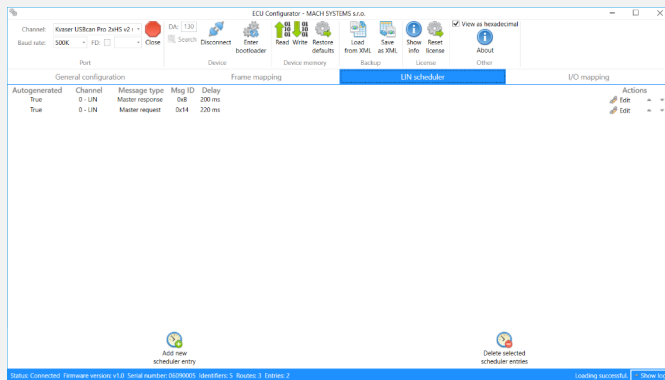 ECU Configurator - MACH SYSTEMS s.r.o.
Channel: Kvaser USBcan Pro 2xHS v2
Baud rate: 500K FD:
Close
Port
DA: 130
Search
Disconnect
Enter bootloader
Device
Read Write Restore defaults
Device memory
Load from XML
Save as XML
Backup
Show info
Reset license
License
View as hexadecimal
About
Other
General configuration Frame mapping LIN scheduler I/O mapping
Autogenerated Channel Message type Msg ID Delay Actions
True 0 - LIN Master response 0x8 200 ms Edit
True 0 - LIN Master request 0x14 220 ms Edit
Add new
scheduler entry
Delete selected
scheduler entries
Status: Connected Firmware version: v1.0 Serial number: 06090005 Identifiers: 5 Routes: 3 Entries: 2 Loading successful. Show